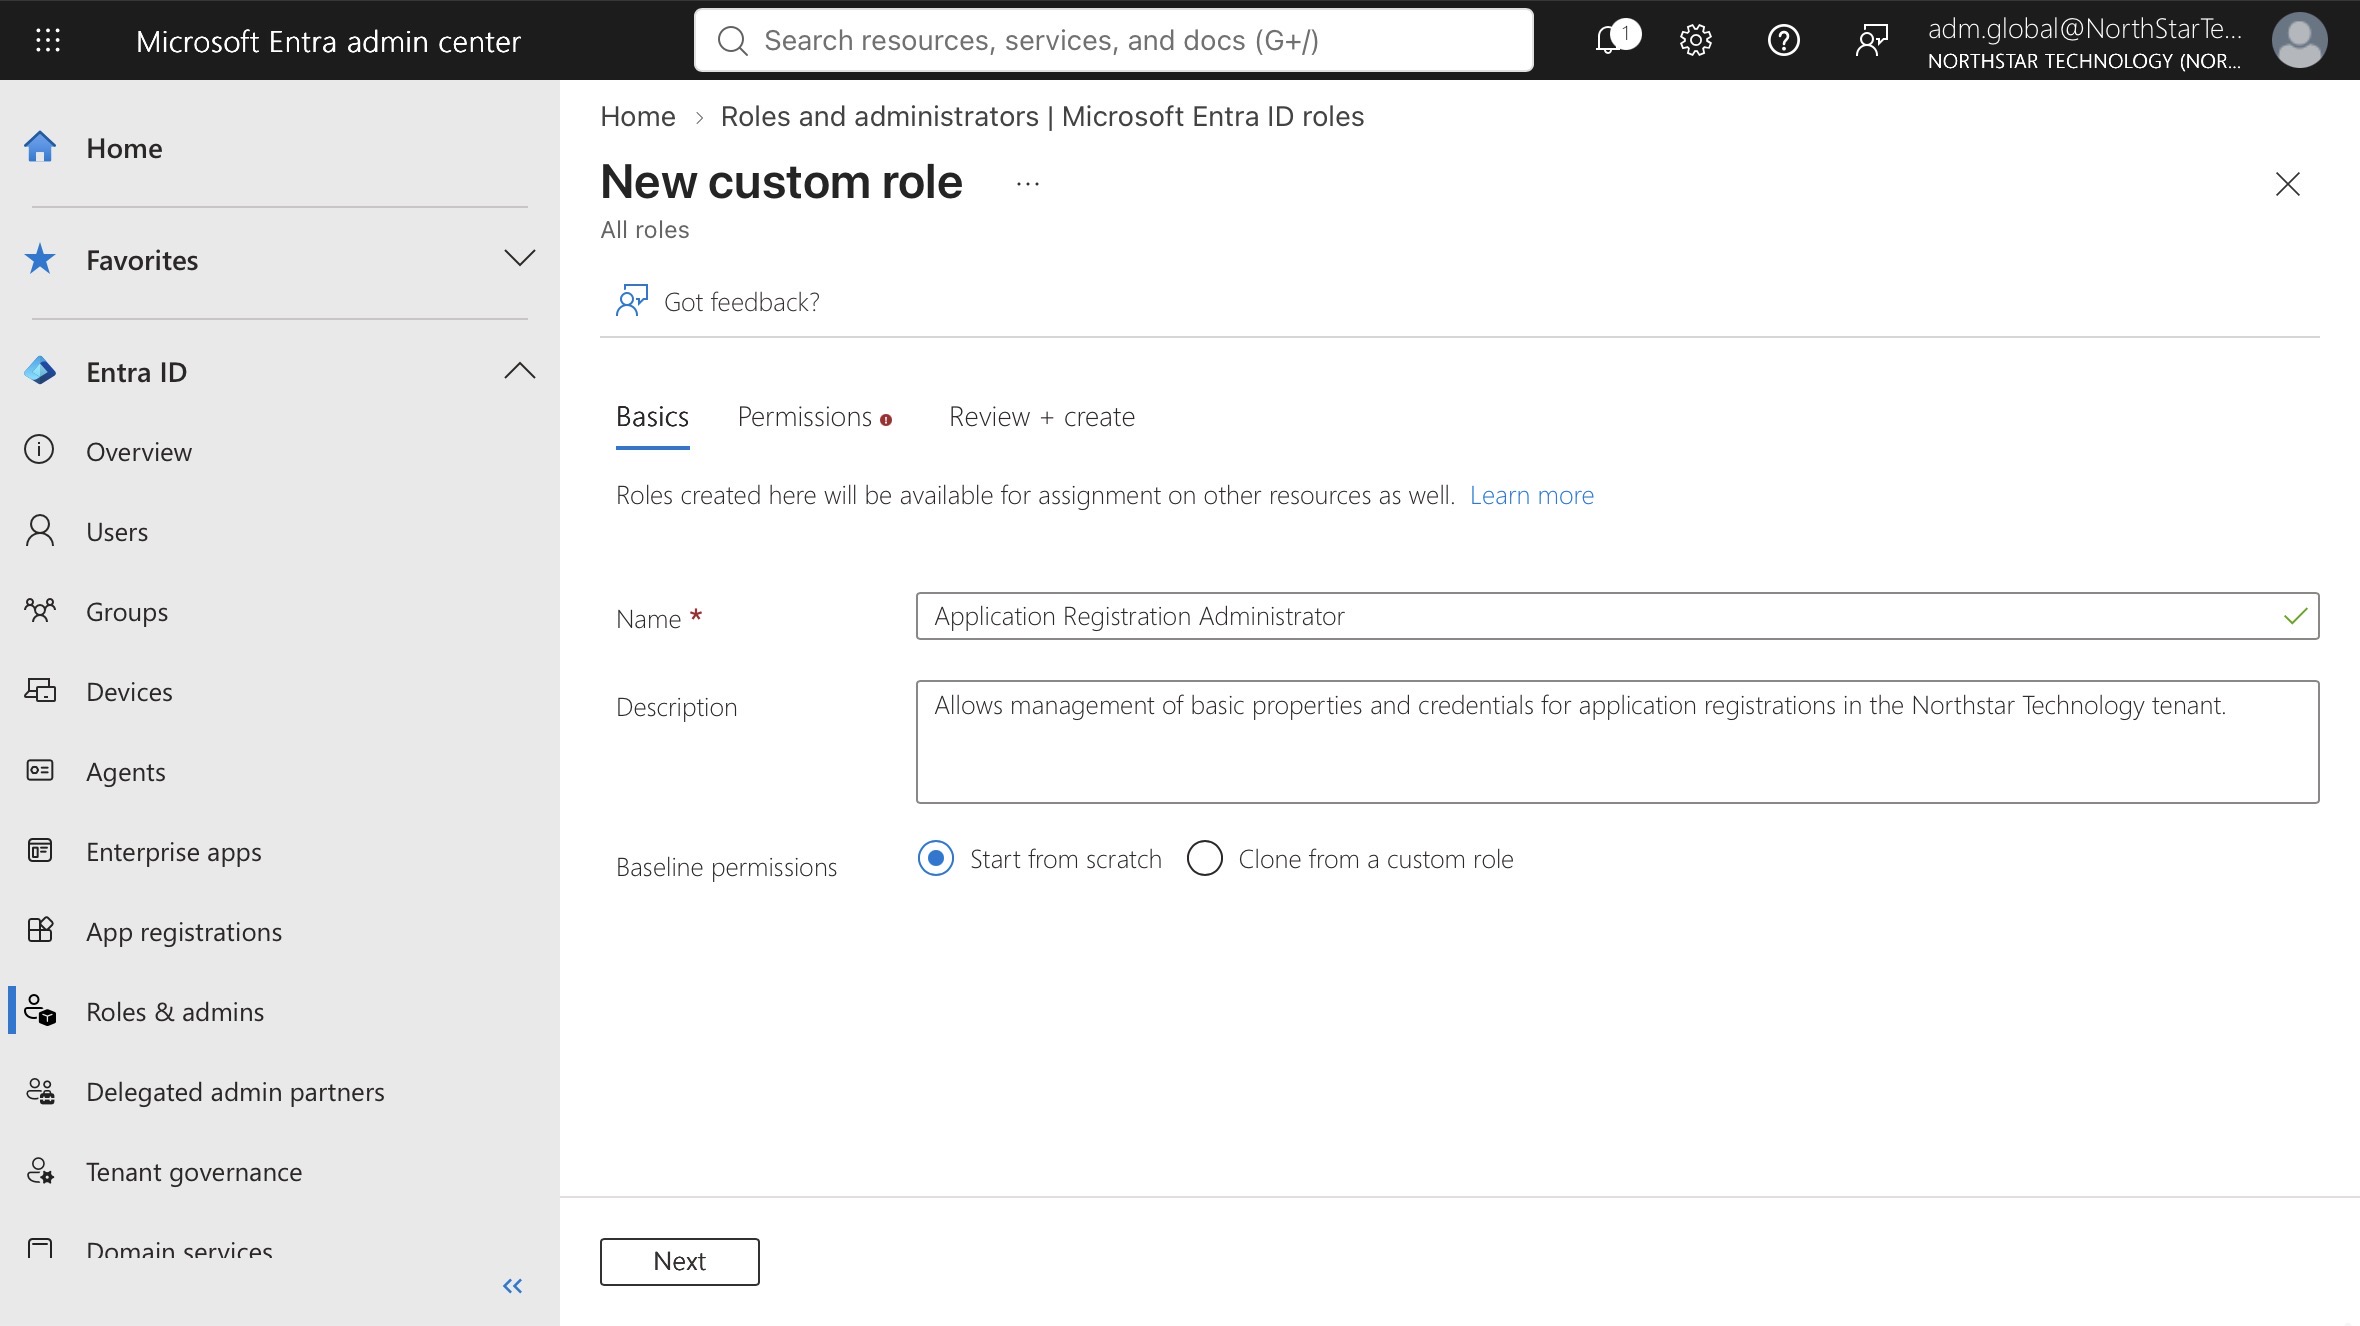 Microsoft Entra admin center
Search resources, services, and docs (G+/)
1
adm.global@NorthStarTe...
NORTHSTAR TECHNOLOGY (NOR...
Home
Favorites
Entra ID
Overview
Users
Groups
Devices
Agents
Enterprise apps
App registrations
Roles & admins
Delegated admin partners
Tenant governance
Domain services
Home > Roles and administrators | Microsoft Entra ID roles
New custom role ...
All roles
Got feedback?
Basics Permissions Review + create
Roles created here will be available for assignment on other resources as well. Learn more
Name * Application Registration Administrator
Description Allows management of basic properties and credentials for application registrations in the Northstar Technology tenant.
Baseline permissions Start from scratch Clone from a custom role
Next